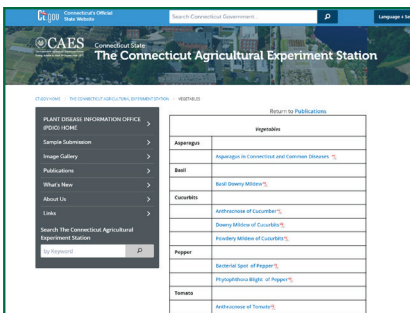 CT.gov Connecticut's Official
State Website
Search Connecticut Government...
Language + Se
CAES Connecticut State
The Connecticut Agricultural Experiment Station
CT.GOV HOME THE CONNECTICUT AGRICULTURAL EXPERIMENT STATION VEGETABLES
Return to Publications
PLANT DISEASE INFORMATION OFFICE
(PDIO) HOME
Sample Submission
Image Gallery
Publications
What's New
About Us
Links
Search The Connecticut Agricultural
Experiment Station
by Keyword
Vegetables
Asparagus
Asparagus in Connecticut and Common Diseases
Basil
Basil Downy Mildew
Cucurbits
Anthracnose of Cucumber
Downy Mildew of Cucurbits
Powdery Mildew of Cucurbits
Pepper
Bacterial Spot of Pepper
Phytophthora Blight of Pepper
Tomato
Anthracnose of Tomato